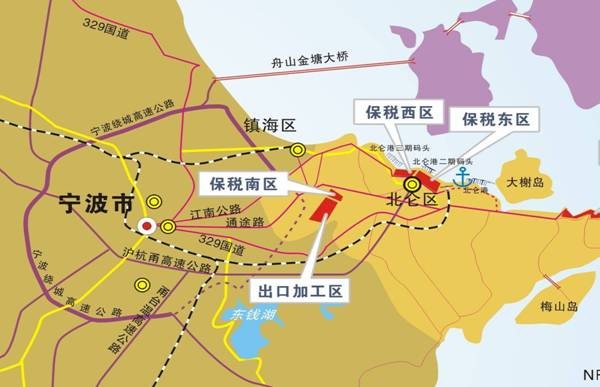 329国道
舟山金塘大桥
宁波绕城高速公路
保税西区
保税东区
镇海区
北仑港三期码头
北仑港二期码头
保税南区
大榭岛
北仑港
宁波市
北仑区
江南公路
通途路
329国道
沪杭甬高速公路
出口加工区
甬台温高速公路
宁波绕城高速公路
东钱湖
梅山岛